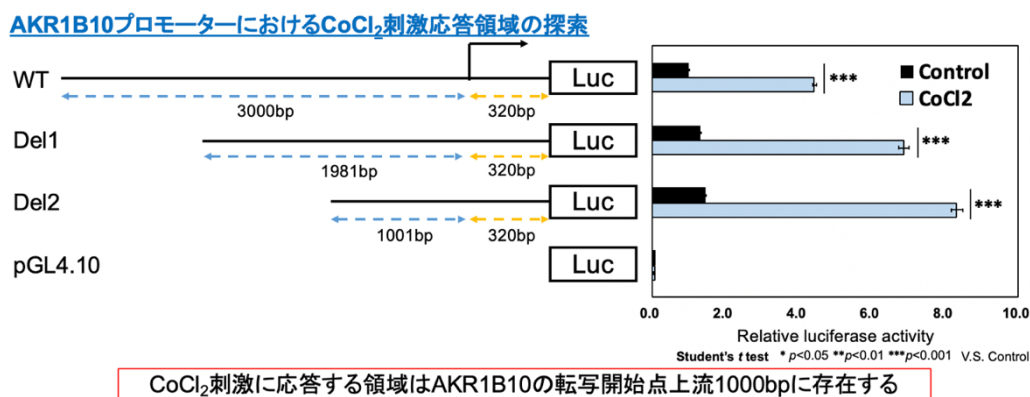 AKR1B10プロモーターにおけるCoCl2刺激応答領域の探索
WT
Luc
3000bp
320bp
Del1
Luc
1981bp
320bp
Del2
Luc
1001bp
320bp
pGL4.10
Luc
Control
CoCl2
***
***
***
0.0 2.0 4.0 6.0 8.0 10.0
Relative luciferase activity
Student's t test * p<0.05 **p<0.01 ***p<0.001 V.S. Control
CoCl2刺激に応答する領域はAKR1B10の転写開始点上流1000bpに存在する